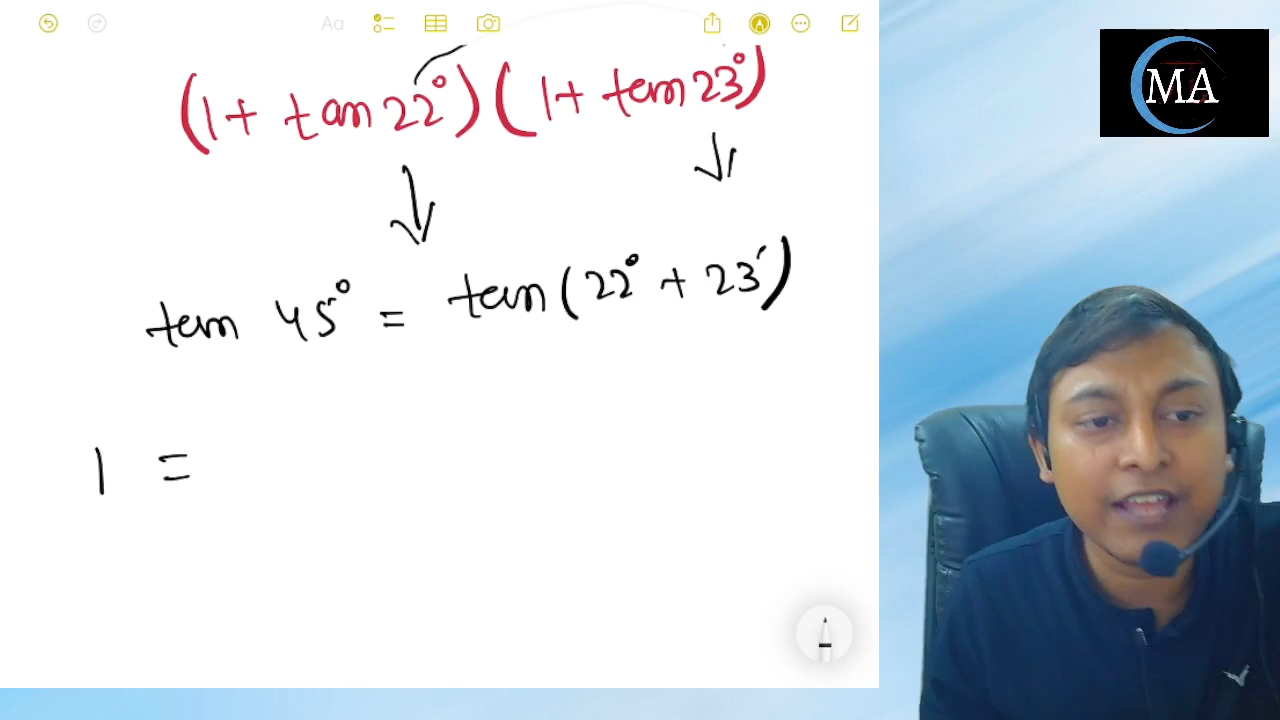 Aa
MA
(1 + tan 22°) (1 + tan 23°)
tan 45° = tan (22° + 23°)
1 =